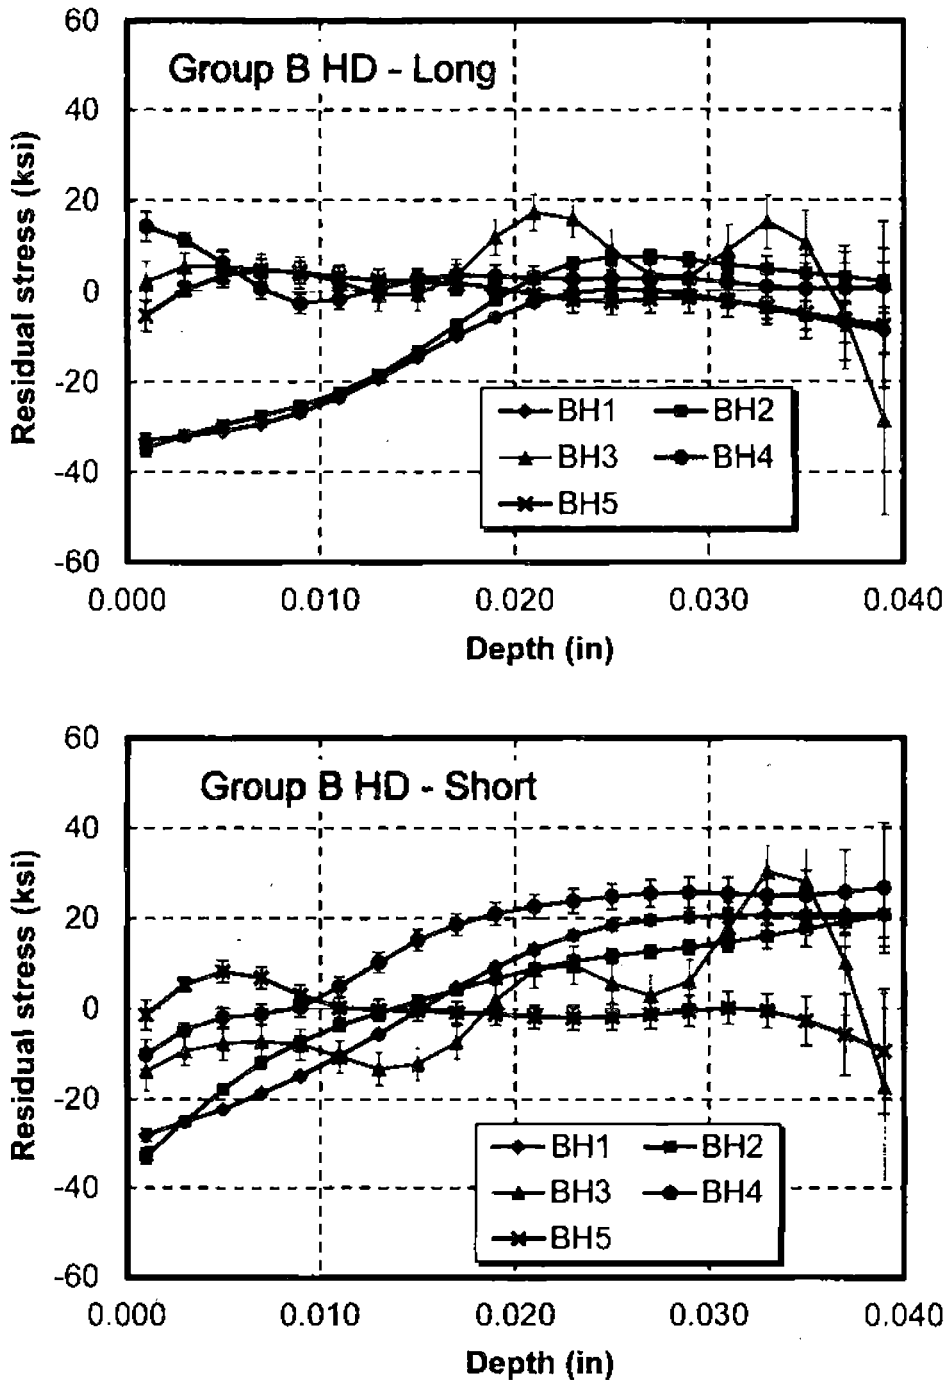 60
Group B HD - Long
40
20
0
-20
-40
-60
Residual stress (ksi)
BH1 BH2
BH3 BH4
BH5
0.000 0.010 0.020 0.030 0.040
Depth (in)
60
Group B HD - Short
40
20
0
-20
-40
-60
Residual stress (ksi)
BH1 BH2
BH3 BH4
BH5
0.000 0.010 0.020 0.030 0.040
Depth (in)